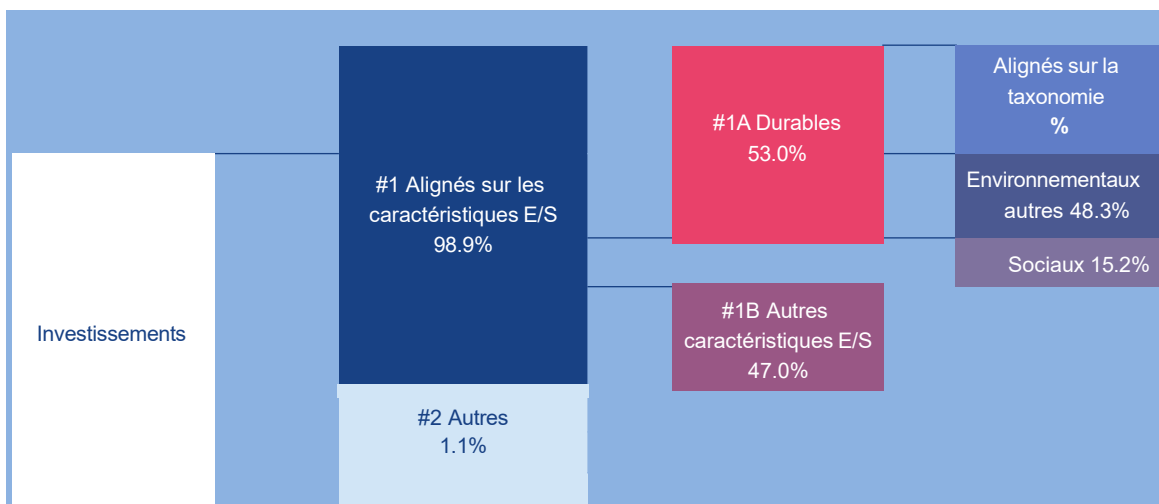 Investissements
#1 Alignés sur les
caractéristiques E/S
98.9%
#2 Autres
1.1%
#1A Durables
53.0%
#1B Autres
caractéristiques E/S
47.0%
Alignés sur la
taxonomie
%
Environnementaux
autres 48.3%
Sociaux 15.2%